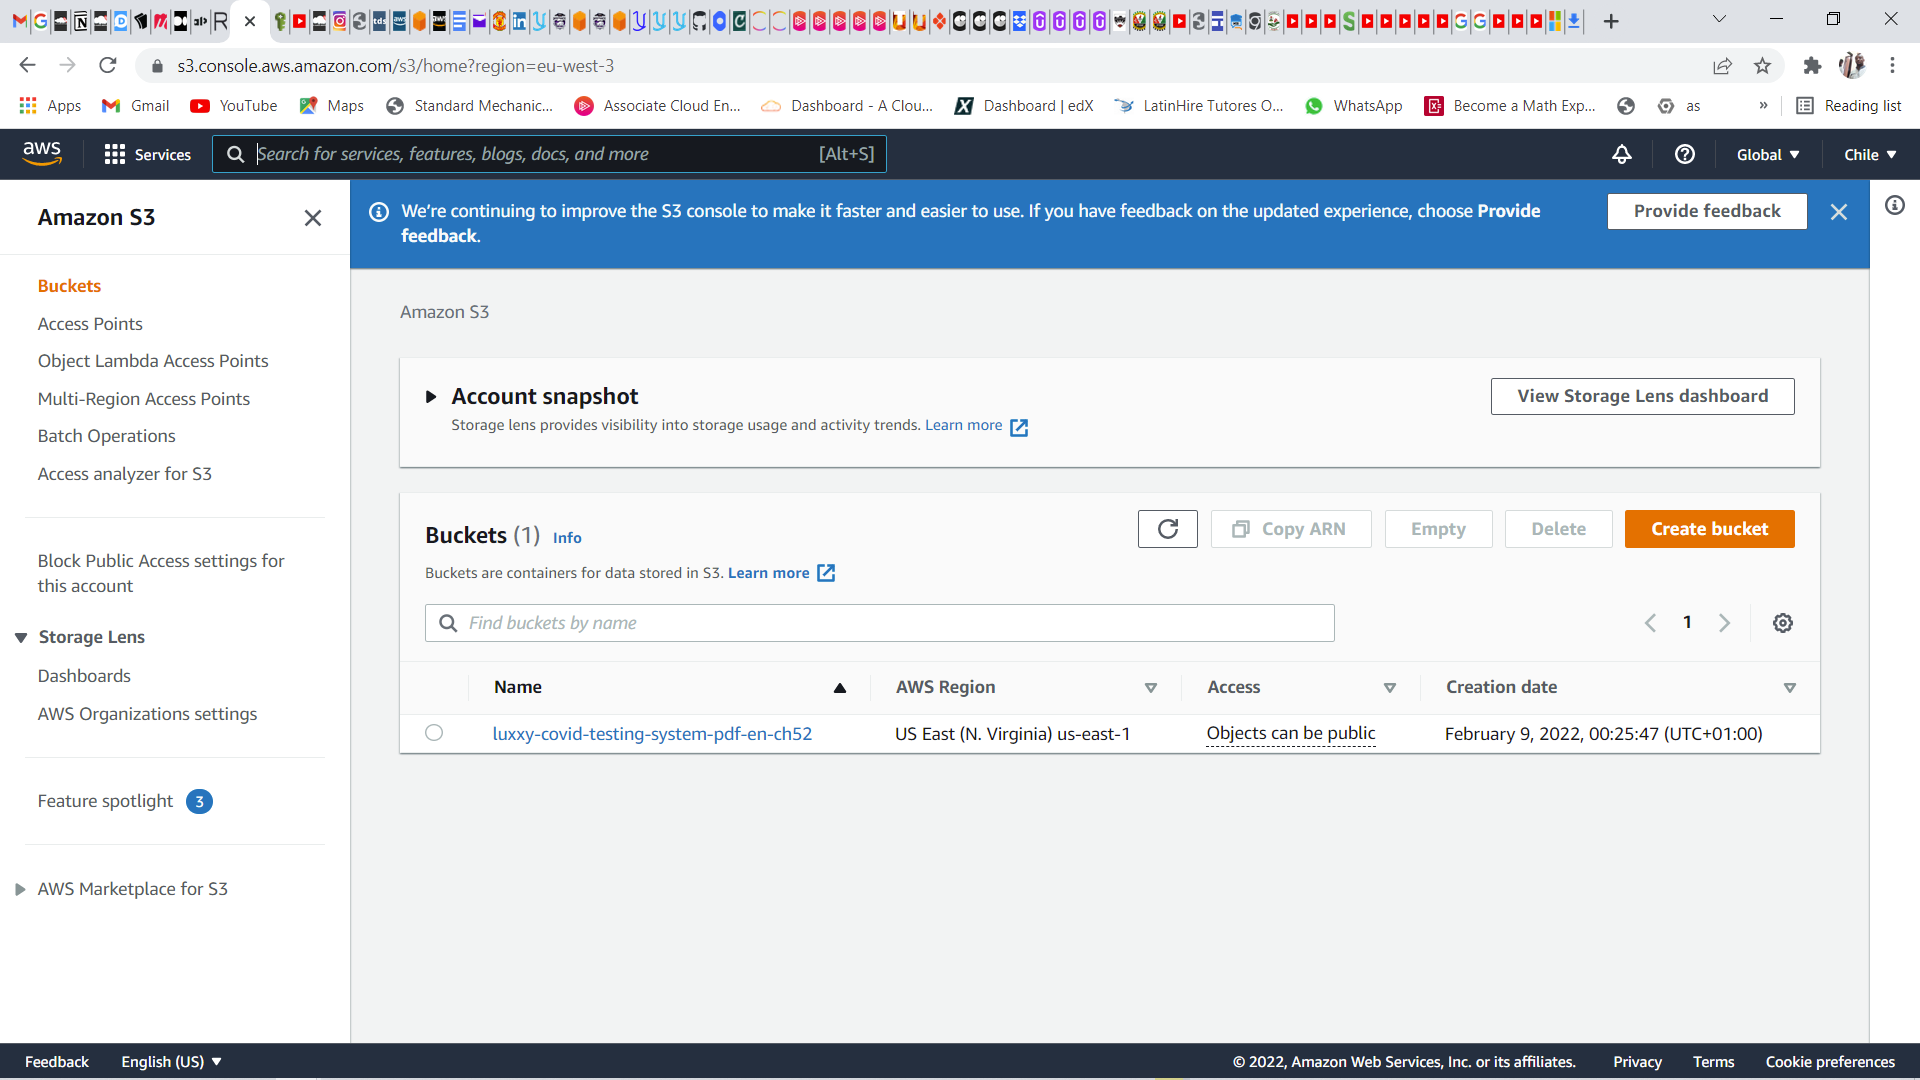 s3.console.aws.amazon.com/s3/home?region=eu-west-3
Apps Gmail YouTube Maps Standard Mechanic... Associate Cloud En... Dashboard - A Clou... Dashboard | edX LatinHire Tutores O... WhatsApp Become a Math Exp... as » Reading list
aws Services Search for services, features, blogs, docs, and more [Alt+S] Global Chile
Amazon S3
We're continuing to improve the S3 console to make it faster and easier to use. If you have feedback on the updated experience, choose Provide
feedback.
Provide feedback
Buckets
Access Points
Object Lambda Access Points
Multi-Region Access Points
Batch Operations
Access analyzer for S3
Block Public Access settings for
this account
Storage Lens
Dashboards
AWS Organizations settings
Feature spotlight 3
AWS Marketplace for S3
Amazon S3
Account snapshot
View Storage Lens dashboard
Storage lens provides visibility into storage usage and activity trends. Learn more
Buckets (1) Info
Copy ARN Empty Delete Create bucket
Buckets are containers for data stored in S3. Learn more
Find buckets by name
1
Name AWS Region Access Creation date
luxxy-covid-testing-system-pdf-en-ch52 US East (N. Virginia) us-east-1 Objects can be public February 9, 2022, 00:25:47 (UTC+01:00)
Feedback English (US) © 2022, Amazon Web Services, Inc. or its affiliates. Privacy Terms Cookie preferences